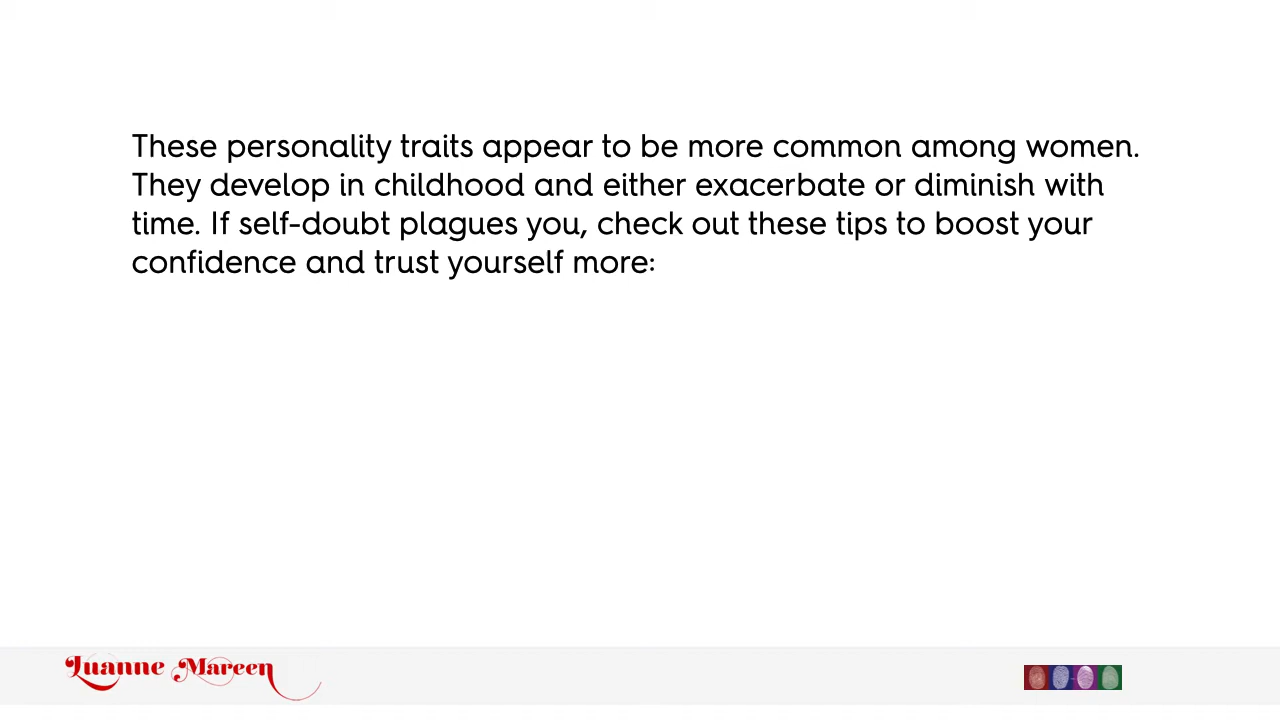 These personality traits appear to be more common among women.
They develop in childhood and either exacerbate or diminish with
time. If self-doubt plagues you, check out these tips to boost your
confidence and trust yourself more:
Luanne Mareen